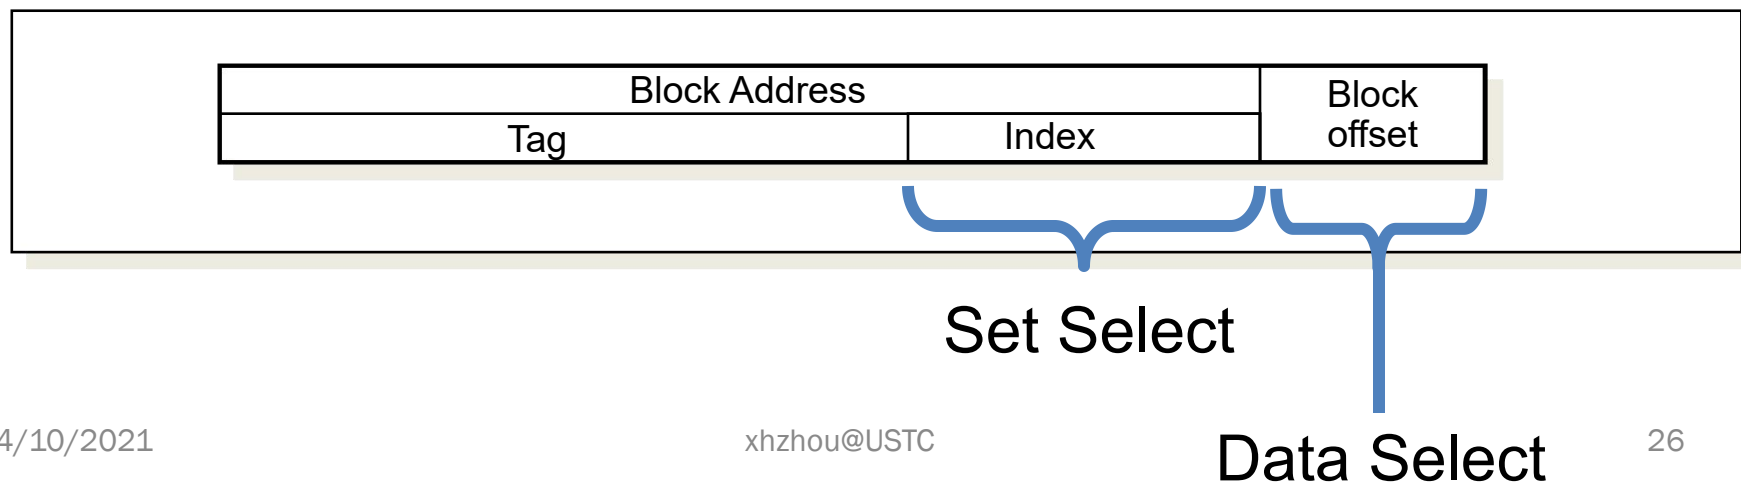 Block Address
Block
offset
Tag
Index
Set Select
4/10/2021
xhzhou@USTC
Data Select
26